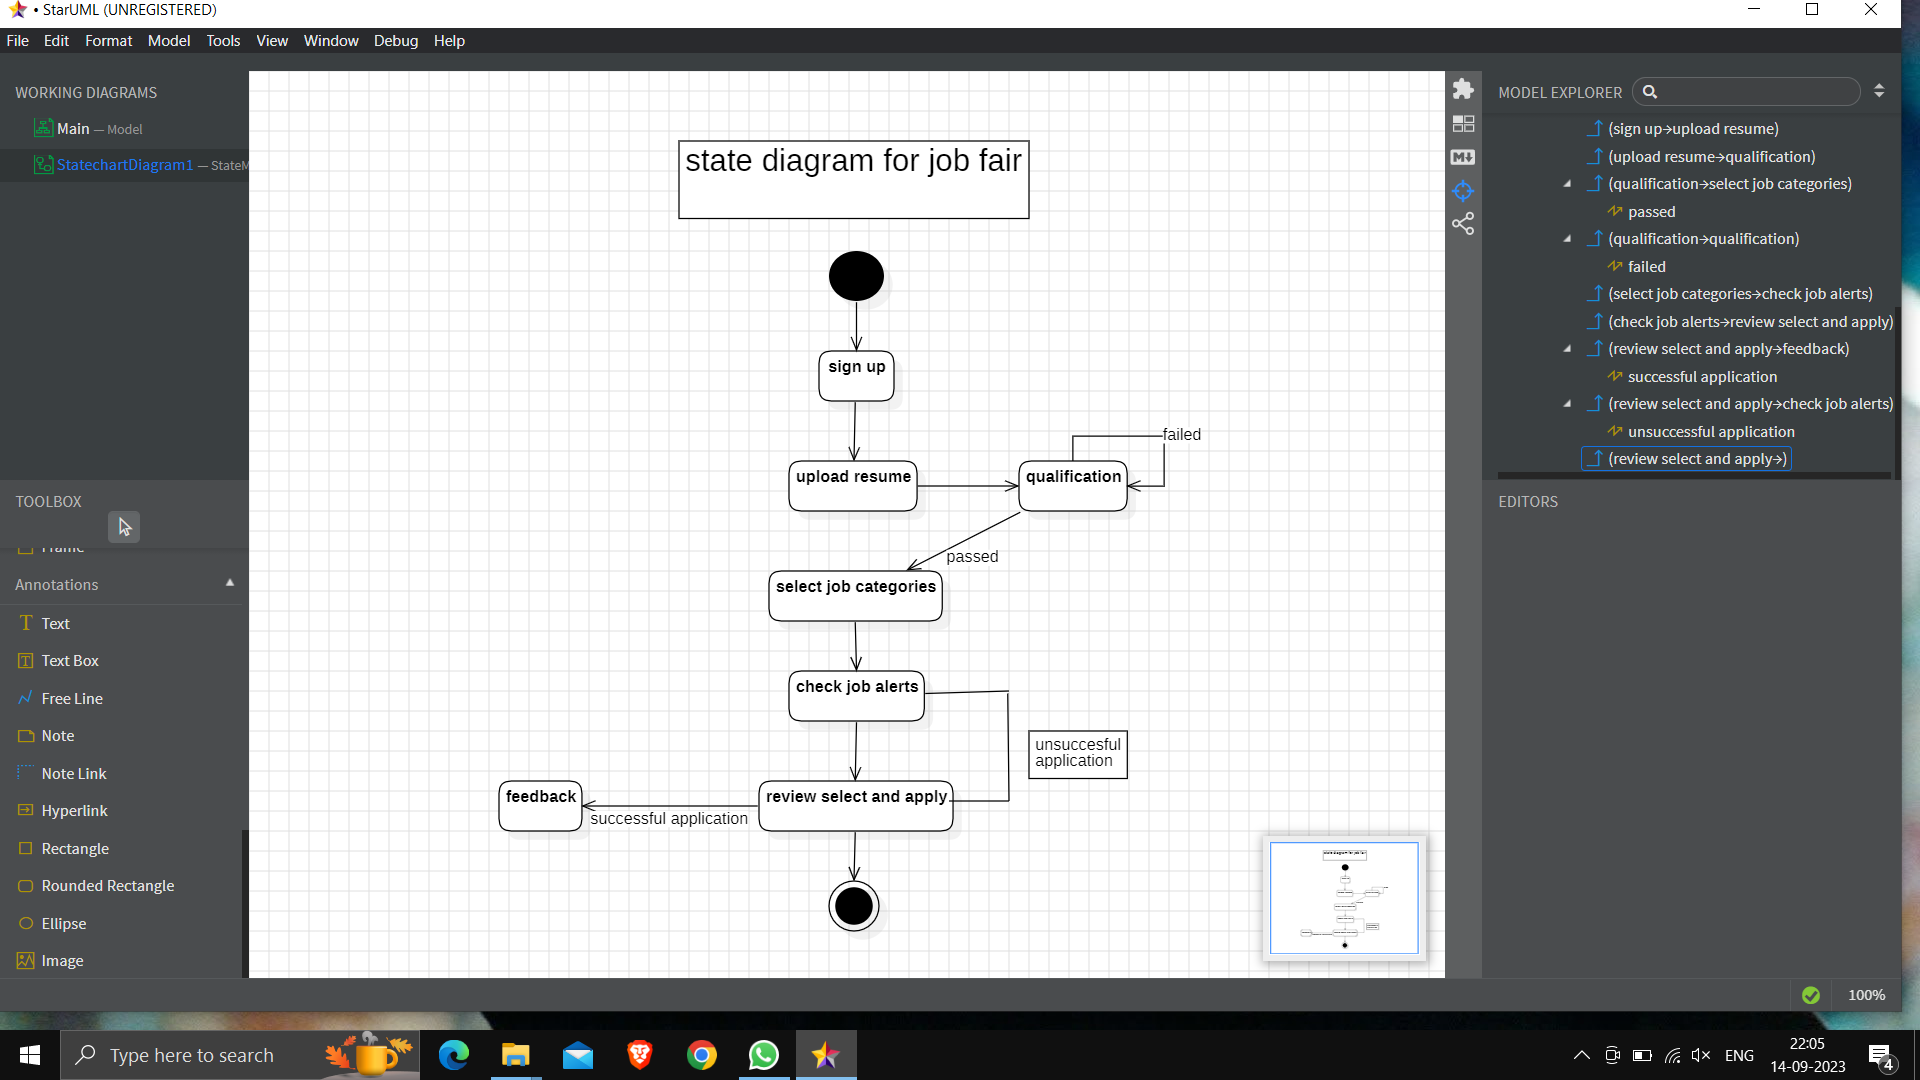 • StarUML (UNREGISTERED)
File Edit Format Model Tools View Window Debug Help
WORKING DIAGRAMS
Main — Model
StatechartDiagram1 — StateM
TOOLBOX
Frame
Annotations
Text
Text Box
Free Line
Note
Note Link
Hyperlink
Rectangle
Rounded Rectangle
Ellipse
Image
state diagram for job fair
sign up
failed
upload resume
qualification
passed
select job categories
check job alerts
unsuccesful
application
feedback
review select and apply
successful application
M
MODEL EXPLORER
(sign up→upload resume)
(upload resume→qualification)
(qualification→select job categories)
passed
(qualification→qualification)
failed
(select job categories→check job alerts)
(check job alerts→review select and apply)
(review select and apply→feedback)
successful application
(review select and apply→check job alerts)
unsuccessful application
(review select and apply→)
EDITORS
100%
Type here to search
ENG
22:05
14-09-2023
4